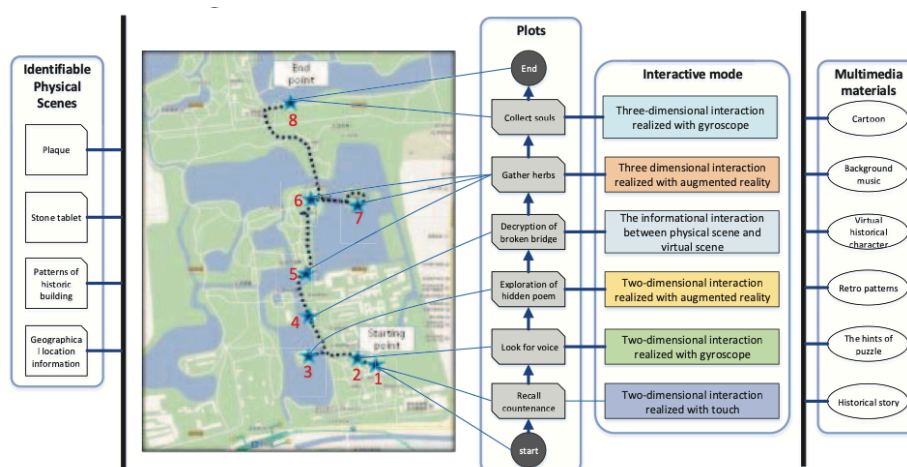 Identifiable
Physical
Scenes
Plaque
Stone tablet
Patterns of
historic
building
Geographica
l location
information
End
point
8
6
7
5
4
Starting
point
3
2
1
Plots
End
Collect souls
Gather herbs
Decryption of
broken bridge
Exploration of
hidden poem
Look for voice
Recall
countenance
start
Interactive mode
Three-dimensional interaction
realized with gyroscope
Three dimensional interaction
realized with augmented reality
The informational interaction
between physical scene and
virtual scene
Two-dimensional interaction
realized with augmented reality
Two-dimensional interaction
realized with gyroscope
Two-dimensional interaction
realized with touch
Multimedia
materials
Cartoon
Background
music
Virtual
historical
character
Retro patterns
The hints of
puzzle
Historical story